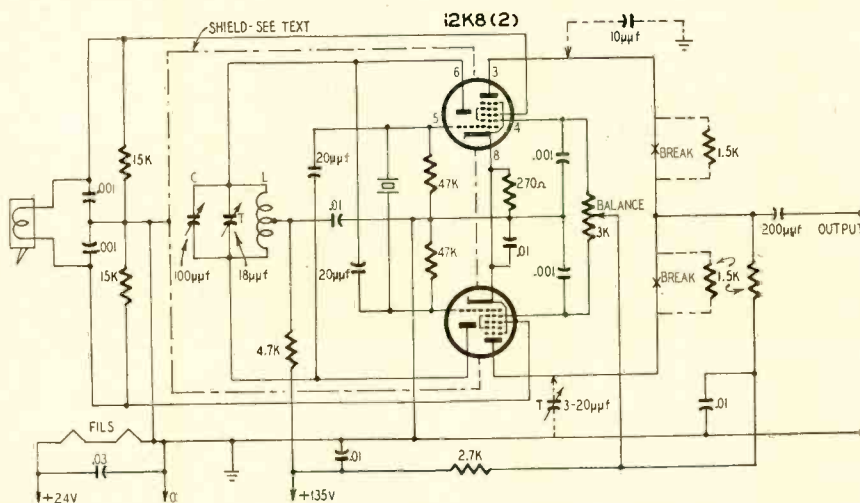 SHIELD-SEE TEXT
12K8(2)
10μμf
6
3
5
4
8
15K
.001
.001
15K
C
L
T
100μμf
18μμf
20μμf
20μμf
.01
47K
47K
270Ω
.01
.001
.001
BALANCE
3K
BREAK
1.5K
BREAK
1.5K
200μμf
OUTPUT
4.7K
T
3-20μμf
.01
FILS
.03
.01
2.7K
+24V
0
+135V